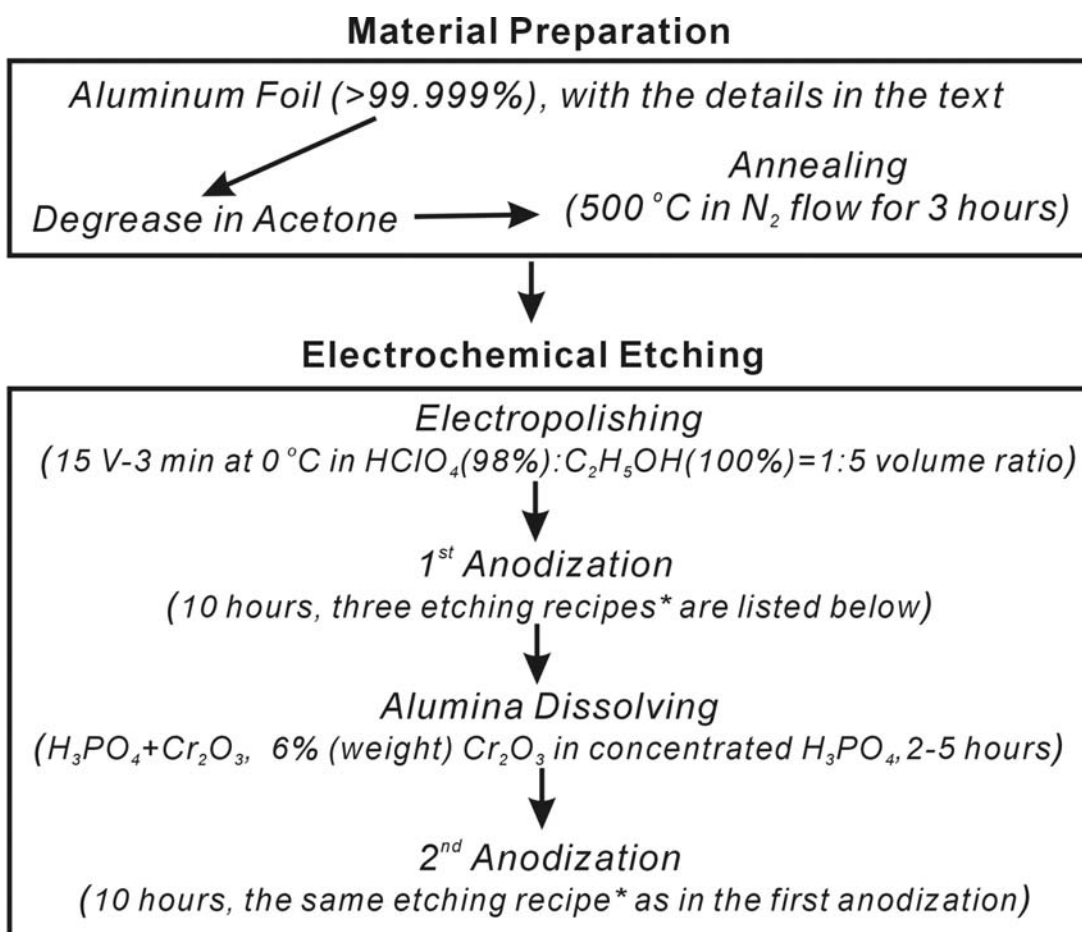 Material Preparation
Aluminum Foil (>99.999%), with the details in the text
Annealing
Degrease in Acetone
(500 °C in N₂ flow for 3 hours)
Electrochemical Etching
Electropolishing
(15 V-3 min at 0 °C in HClO₄(98%):C₂H₅OH(100%)=1:5 volume ratio)
1ˢᵗ Anodization
(10 hours, three etching recipes* are listed below)
Alumina Dissolving
(H₃PO₄+Cr₂O₃, 6% (weight) Cr₂O₃ in concentrated H₃PO₄, 2-5 hours)
2ⁿᵈ Anodization
(10 hours, the same etching recipe* as in the first anodization)